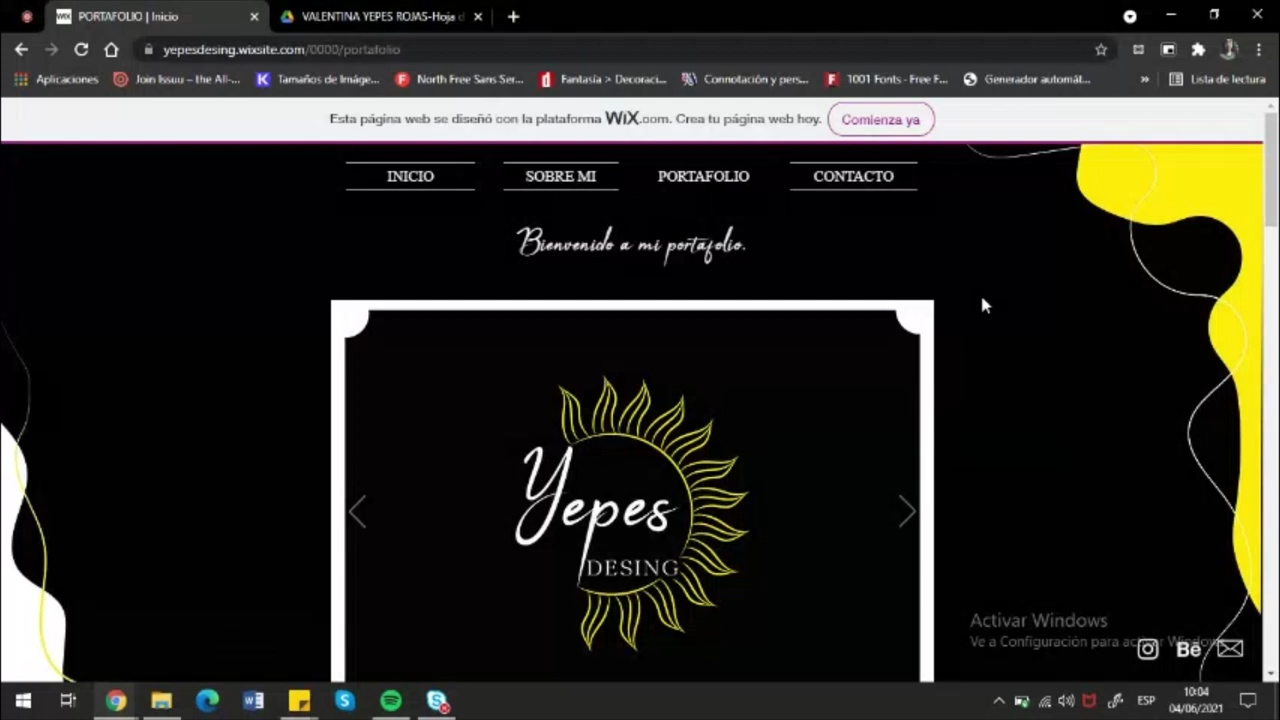 PORTAFOLIO | Inicio
VALENTINA YEPES ROJAS-Hoja d
yepesdesing.wixsite.com/0000/portafolio
Aplicaciones
Join Issuu – the All-...
Tamaños de Imáge...
North Free Sans Ser...
Fantasía > Decoraci...
Connotación y pers...
1001 Fonts - Free F...
Generador automát...
»
Lista de lectura
Esta página web se diseñó con la plataforma WiX.com. Crea tu página web hoy.
Comienza ya
INICIO
SOBRE MI
PORTAFOLIO
CONTACTO
Bienvenido a mi portafolio.
Yepes
DESING
Activar Windows
Ve a Configuración para activar Windows.
Bē
ESP
10:04
04/06/2021